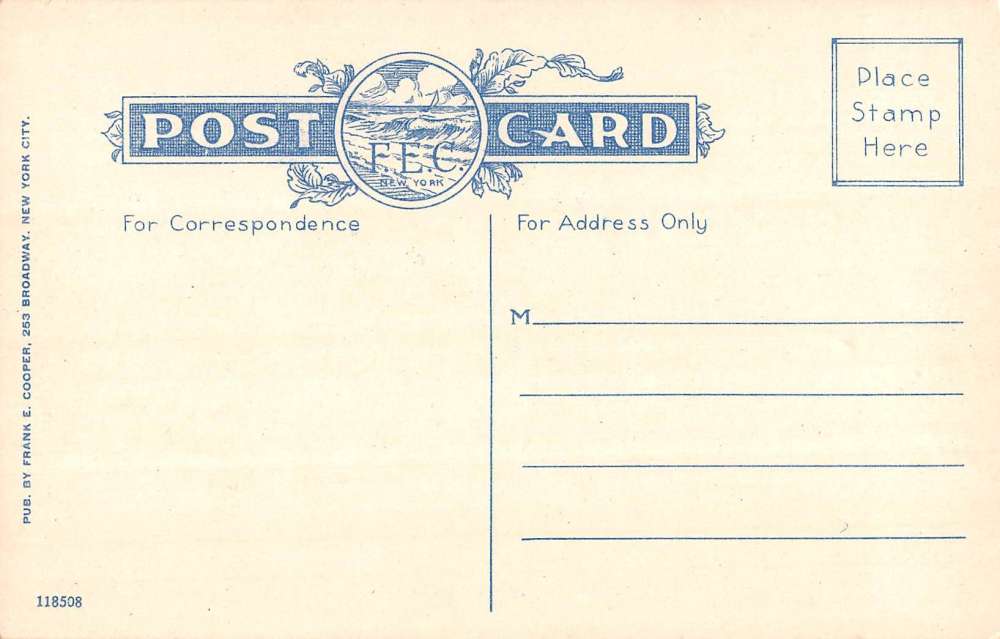 POST CARD
F.E.C.
NEW YORK
Place
Stamp
Here
For Correspondence
For Address Only
M
PUB. BY FRANK E. COOPER, 253 BROADWAY. NEW YORK CITY.
118508